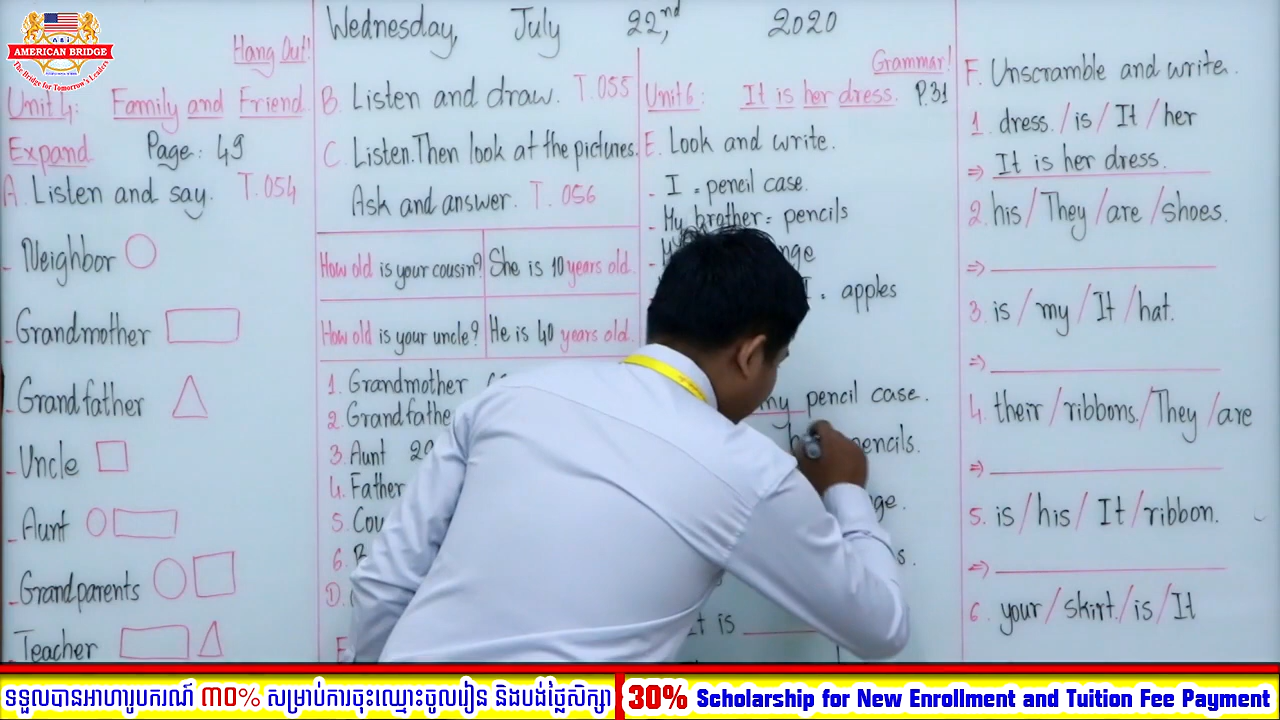 AMERICAN BRIDGE
The Bridge for Tomorrow's Leaders
Wednesday, July 22,nd 2020
Hang Out!
Unit 4: Family and Friend.
Expand Page: 49
A. Listen and say. T.054
- Neighbor
- Grandmother
- Grandfather
- Uncle
- Aunt
- Grandparents
Teacher
B. Listen and draw. T.055
C. Listen. Then look at the pictures.
Ask and answer. T. 056
How old is your cousin? She is 10 years old.
How old is your uncle? He is 40 years old.
1. Grandmother
2. Grandfathe
3. Aunt
4. Father
5. Cou
6.
D.
E
Grammar!
Unit 6: It is her dress. P.31
E. Look and write.
- I = pencil case.
- My brother = pencils
nge
I = apples
my pencil case.
pencils.
ge.
s.
It is
F. Unscramble and write.
1. dress. / is / It / her
=> It is her dress.
2. his / They / are / shoes.
=>
3. is / my / It / hat.
=>
4. their / ribbons. / They / are
=>
5. is / his / It / ribbon.
=>
6. your / skirt. / is / It
ទទួលបានអាហារូបករណ៍ ៣០% សម្រាប់ការចុះឈ្មោះចូលរៀន និងបង់ថ្លៃសិក្សា
30% Scholarship for New Enrollment and Tuition Fee Payment